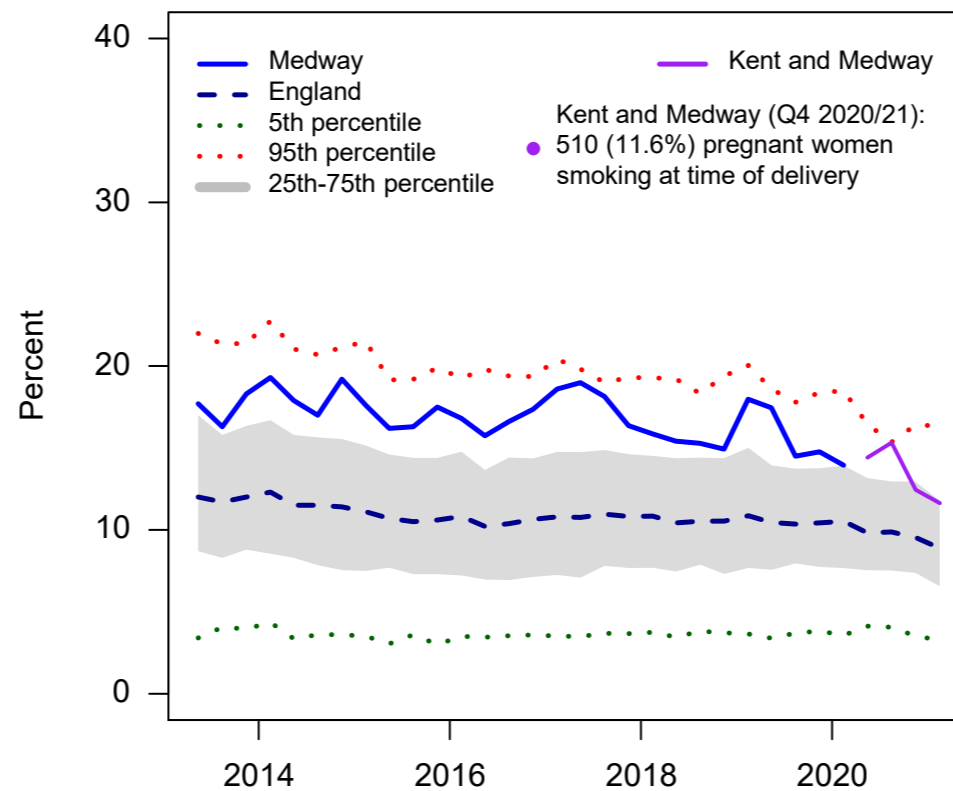 40
30
20
10
0
Percent
Medway
England
5th percentile
95th percentile
25th-75th percentile
Kent and Medway
Kent and Medway (Q4 2020/21):
510 (11.6%) pregnant women
smoking at time of delivery
2014
2016
2018
2020